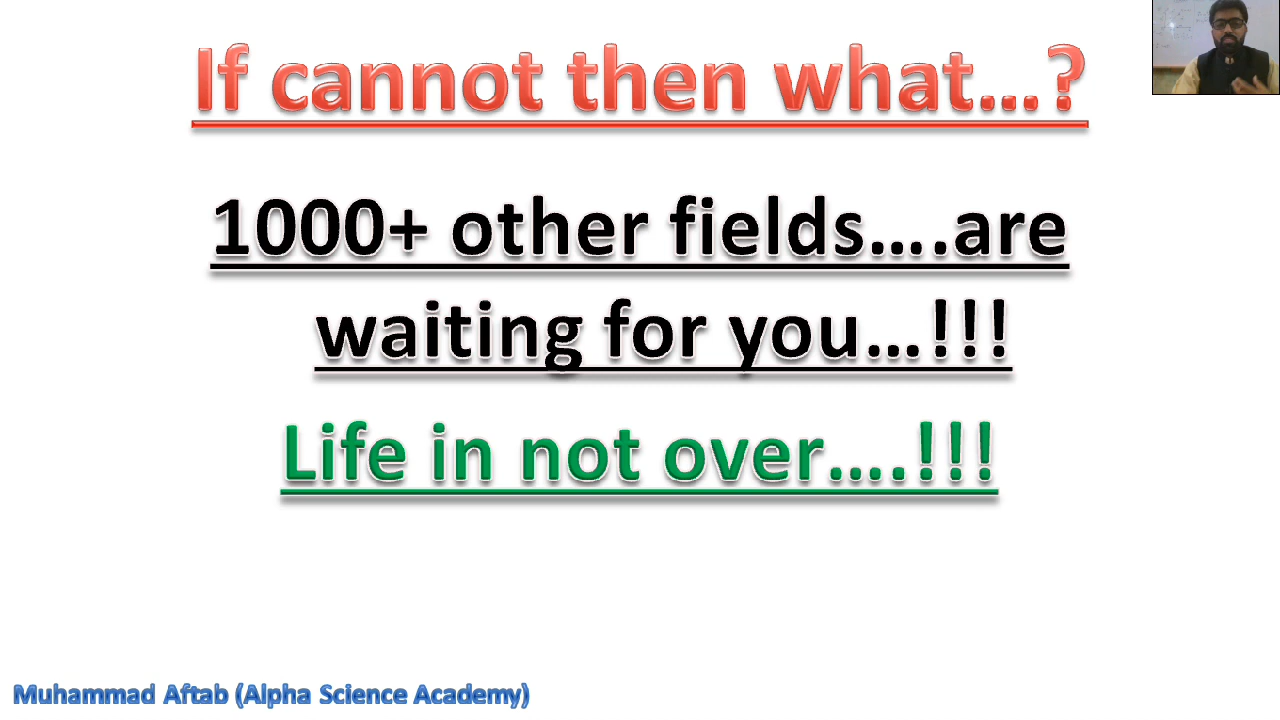 If cannot then what...?
1000+ other fields….are
waiting for you…!!!
Life in not over….!!!
Muhammad Aftab (Alpha Science Academy)